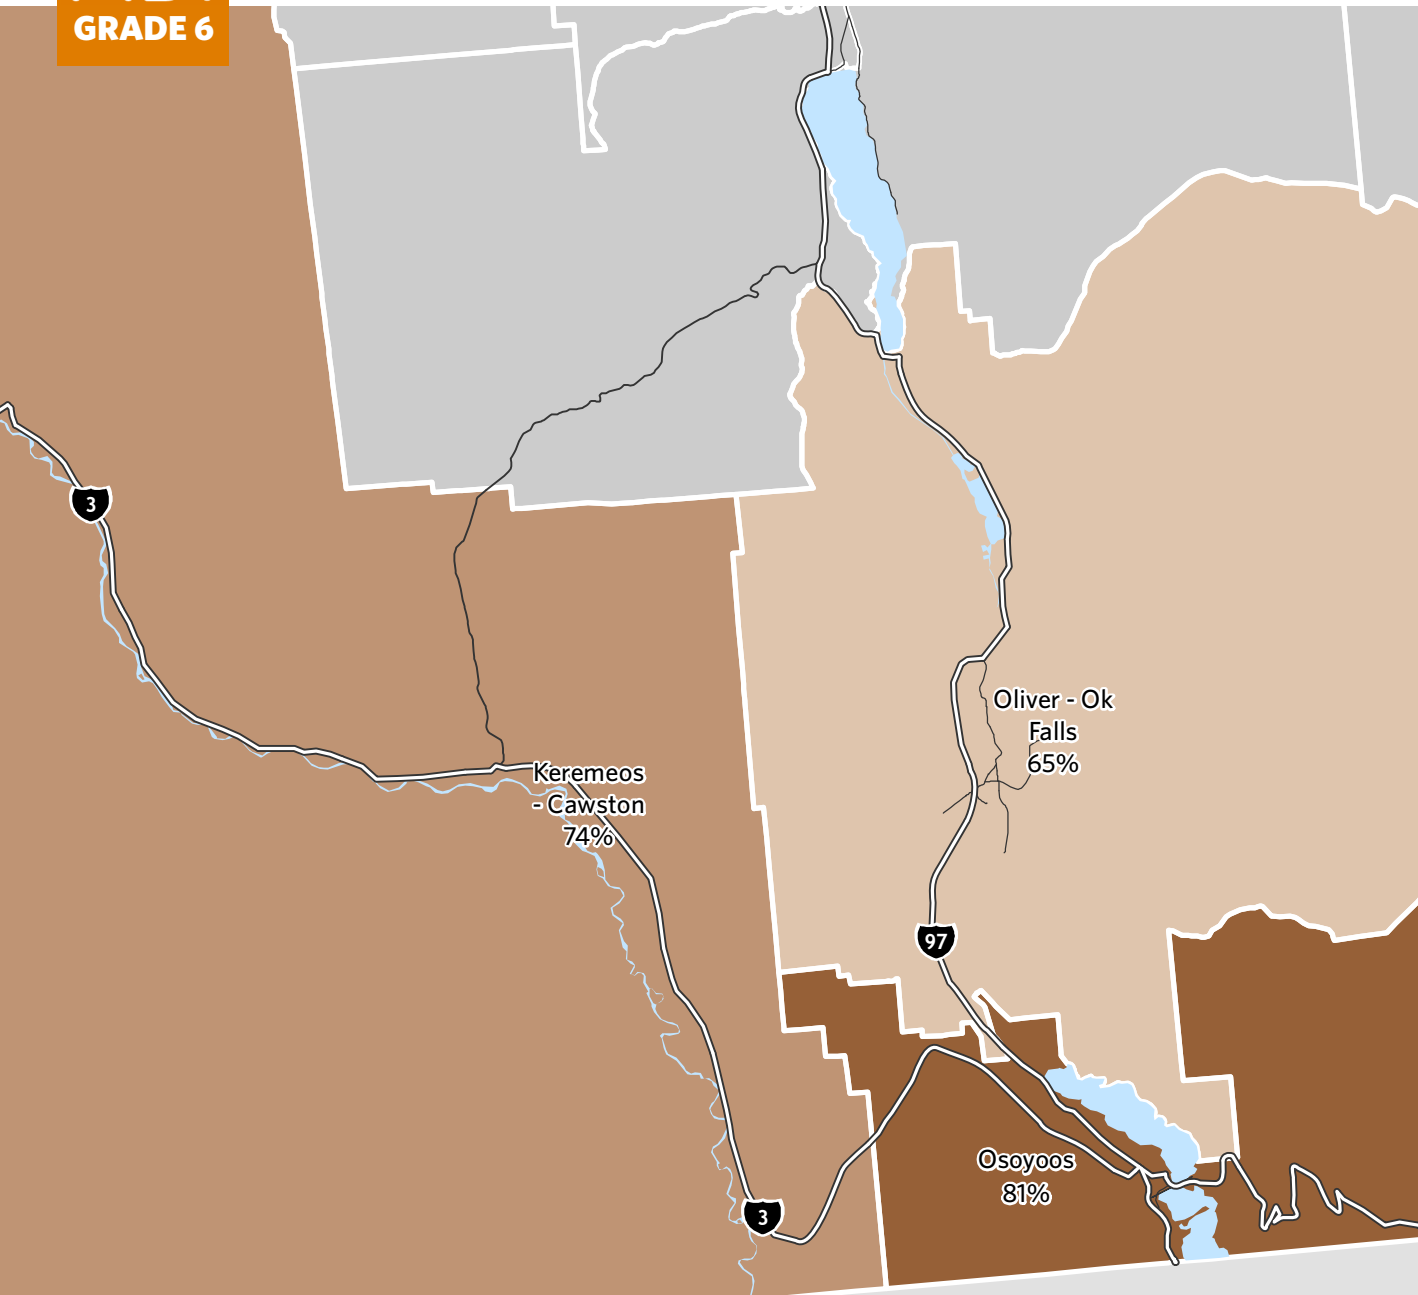 GRADE 6
3
Oliver - Ok
Falls
65%
Keremeos
- Cawston
74%
97
Osoyoos
81%
3